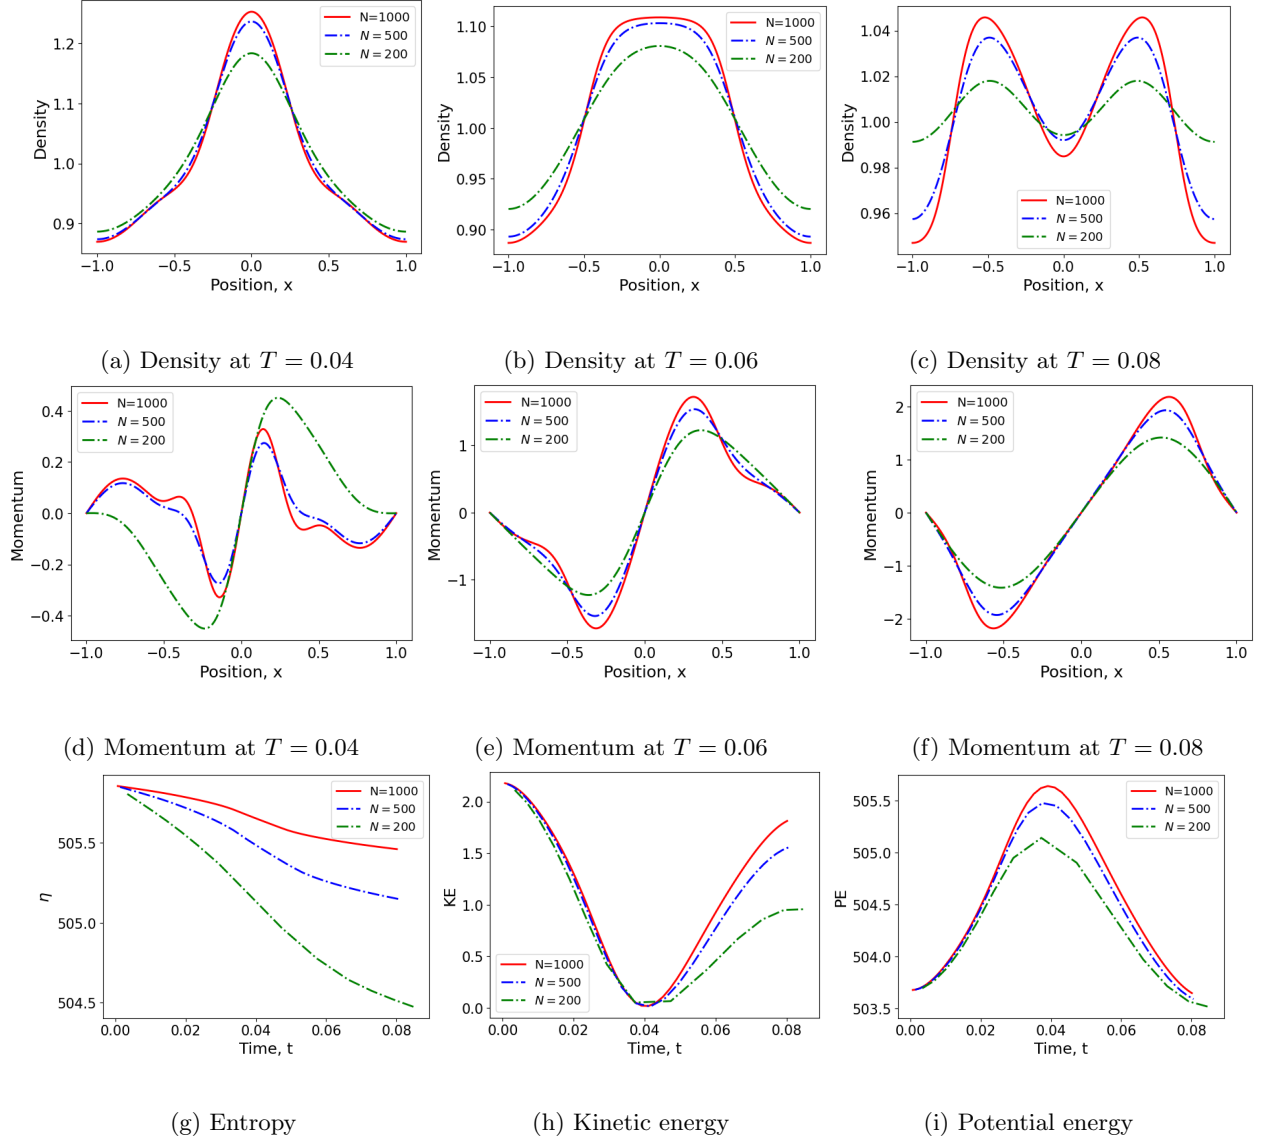 N=1000
N = 500
N = 200
1.2
1.1
1.0
0.9
Density
−1.0 −0.5 0.0 0.5 1.0
Position, x
(a) Density at T = 0.04
N=1000
N = 500
N = 200
1.10
1.05
1.00
0.95
0.90
Density
−1.0 −0.5 0.0 0.5 1.0
Position, x
(b) Density at T = 0.06
N=1000
N = 500
N = 200
1.04
1.02
1.00
0.98
0.96
Density
−1.0 −0.5 0.0 0.5 1.0
Position, x
(c) Density at T = 0.08
N=1000
N = 500
N = 200
0.4
0.2
0.0
−0.2
−0.4
Momentum
−1.0 −0.5 0.0 0.5 1.0
Position, x
(d) Momentum at T = 0.04
N=1000
N = 500
N = 200
1
0
−1
Momentum
−1.0 −0.5 0.0 0.5 1.0
Position, x
(e) Momentum at T = 0.06
N=1000
N = 500
N = 200
2
1
0
−1
−2
Momentum
−1.0 −0.5 0.0 0.5 1.0
Position, x
(f) Momentum at T = 0.08
N=1000
N = 500
N = 200
505.5
505.0
504.5
η
0.00 0.02 0.04 0.06 0.08
Time, t
(g) Entropy
N=1000
N = 500
N = 200
2.0
1.5
1.0
0.5
0.0
KE
0.00 0.02 0.04 0.06 0.08
Time, t
(h) Kinetic energy
N=1000
N = 500
N = 200
505.5
505.0
504.5
504.0
503.5
PE
0.00 0.02 0.04 0.06 0.08
Time, t
(i) Potential energy